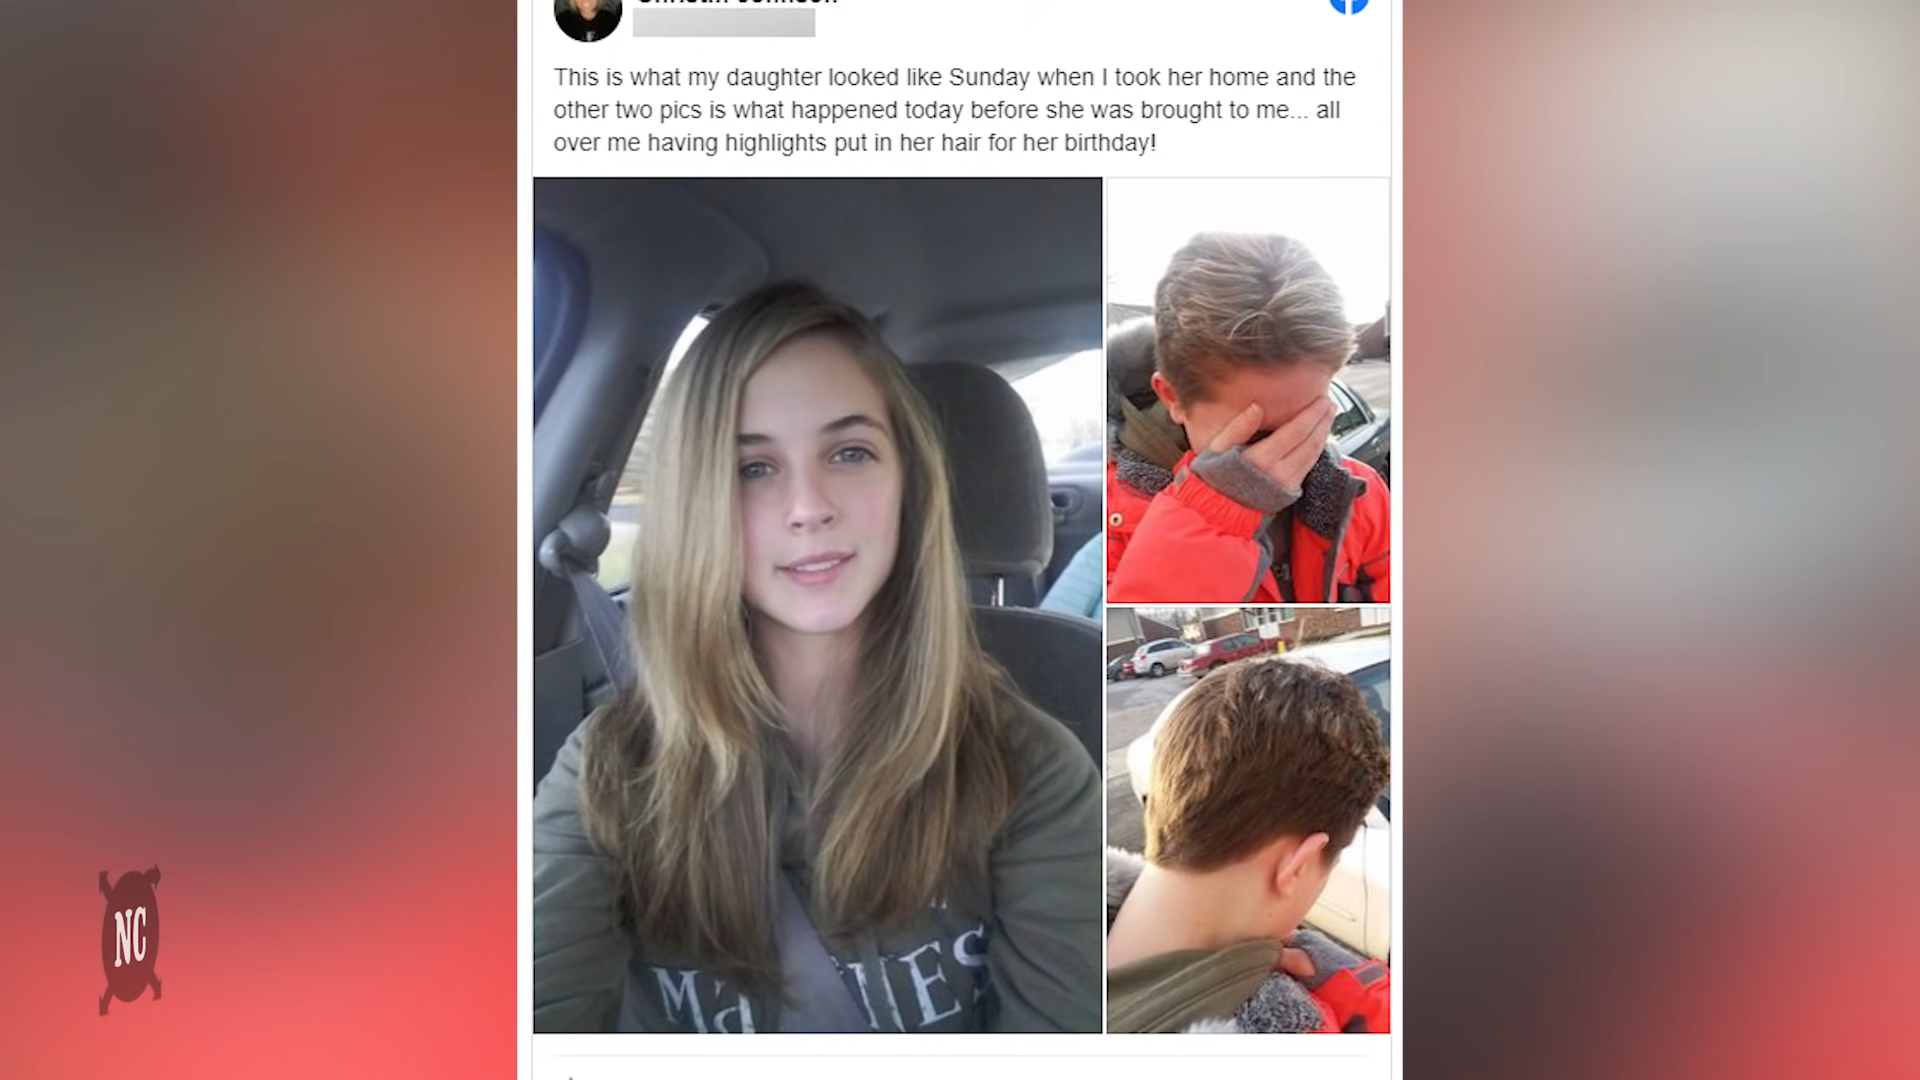 This is what my daughter looked like Sunday when I took her home and the
other two pics is what happened today before she was brought to me... all
over me having highlights put in her hair for her birthday!
NC